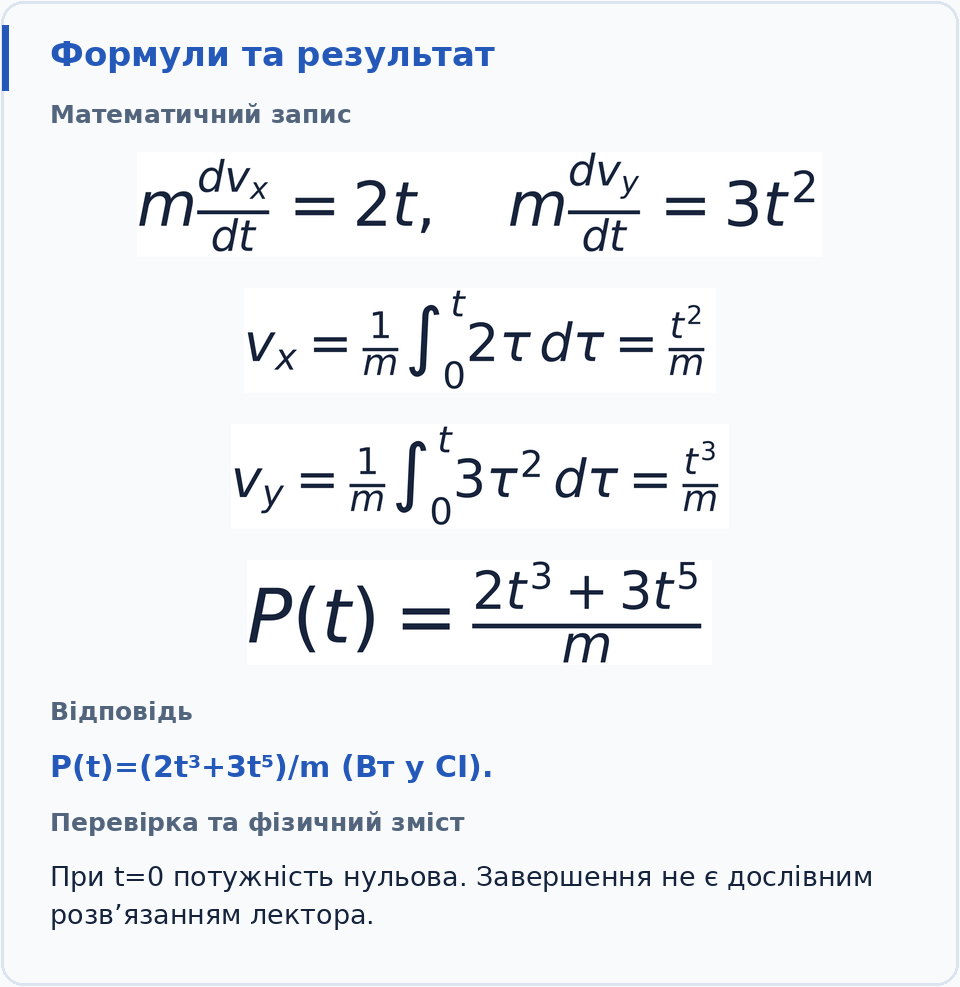 Формули та результат
Математичний запис
m dvₓ/dt = 2t,    m dv_y/dt = 3t²
vₓ = 1/m ∫₀ᵗ 2τ dτ = t²/m
v_y = 1/m ∫₀ᵗ 3τ² dτ = t³/m
P(t) = (2t³ + 3t⁵)/m
Відповідь
P(t)=(2t³+3t⁵)/m (Вт у СІ).
Перевірка та фізичний зміст
При t=0 потужність нульова. Завершення не є дослівним
розв’язанням лектора.